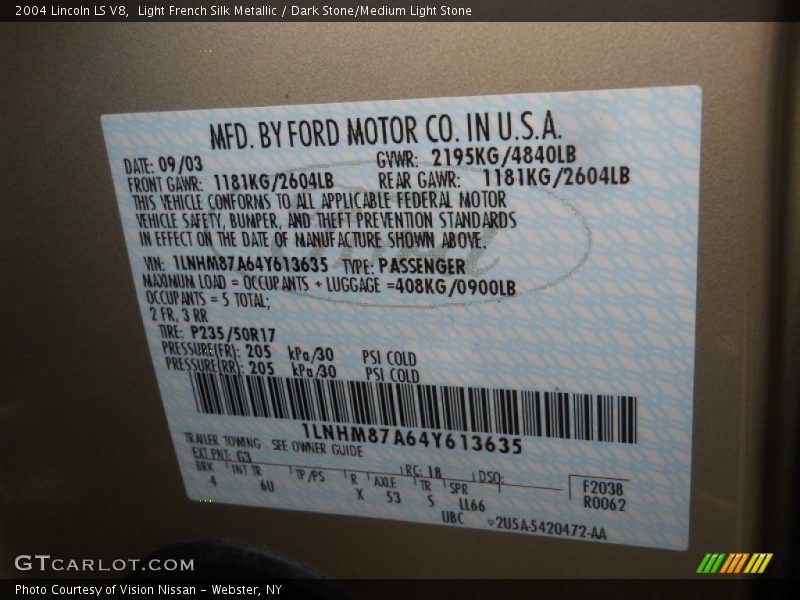 2004 Lincoln LS V8,  Light French Silk Metallic / Dark Stone/Medium Light Stone
MFD. BY FORD MOTOR CO. IN U.S.A.
DATE: 09/03 GVWR: 2195KG/4840LB
FRONT GAWR: 1181KG/2604LB REAR GAWR: 1181KG/2604LB
THIS VEHICLE CONFORMS TO ALL APPLICABLE FEDERAL MOTOR
VEHICLE SAFETY, BUMPER, AND THEFT PREVENTION STANDARDS
IN EFFECT ON THE DATE OF MANUFACTURE SHOWN ABOVE.
VIN: 1LNHM87A64Y613635 TYPE: PASSENGER
MAXIMUM LOAD = OCCUPANTS + LUGGAGE =408KG/0900LB
OCCUPANTS = 5 TOTAL;
2 FR, 3 RR
TIRE: P235/50R17
PRESSURE(FR): 205 kPa/30 PSI COLD
PRESSURE(RR): 205 kPa/30 PSI COLD
1LNHM87A64Y613635
TRAILER TOWING - SEE OWNER GUIDE
EXT PNT: G3 RC: 18 DSO:
BRK INT TR TP/PS R AXLE TR SPR F2038
4 6U X 53 S LL66 R0062
UBC ▿2U5A-5420472-AA
GTCARLOT.COM
Photo Courtesy of Vision Nissan - Webster, NY